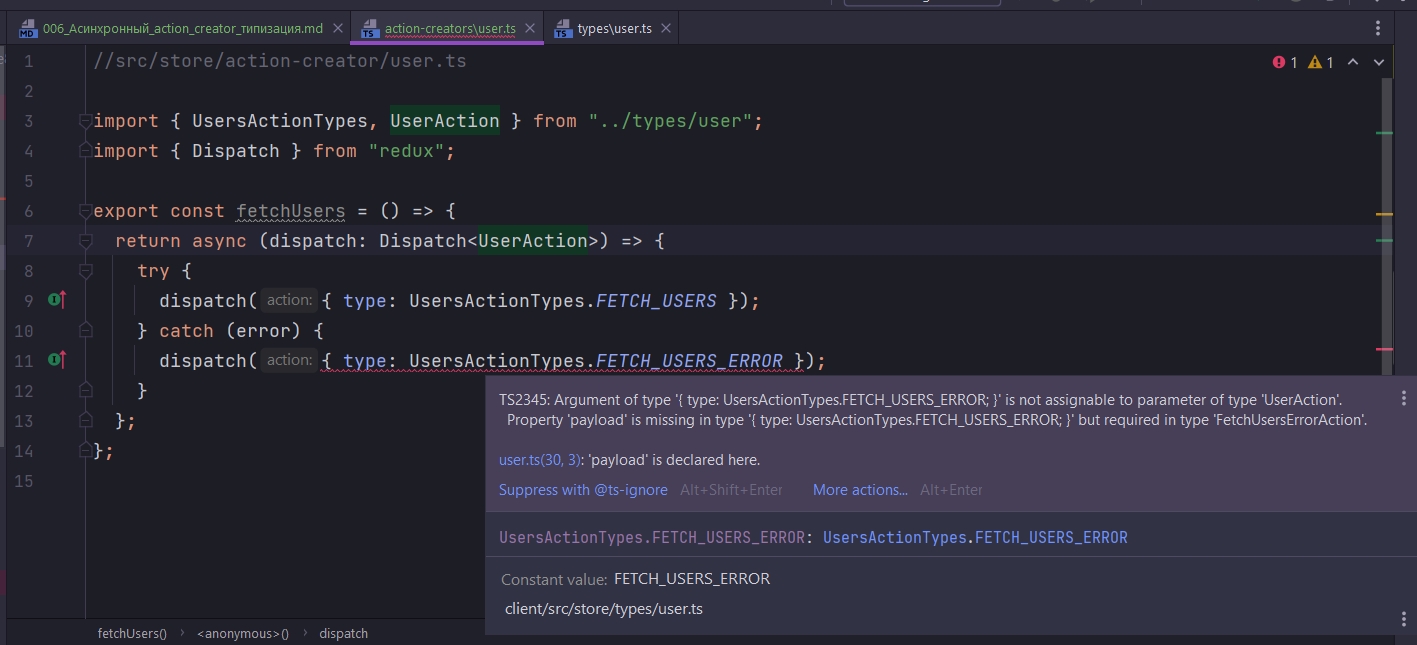 006_Асинхронный_action_creator_типизация.md
action-creators\user.ts
types\user.ts
1 //src/store/action-creator/user.ts
1 1
2
3 import { UsersActionTypes, UserAction } from "../types/user";
4 import { Dispatch } from "redux";
5
6 export const fetchUsers = () => {
7 return async (dispatch: Dispatch<UserAction>) => {
8 try {
9 dispatch( action: { type: UsersActionTypes.FETCH_USERS });
10 } catch (error) {
11 dispatch( action: { type: UsersActionTypes.FETCH_USERS_ERROR });
12 }
13 };
14 };
15
TS2345: Argument of type '{ type: UsersActionTypes.FETCH_USERS_ERROR; }' is not assignable to parameter of type 'UserAction'.
Property 'payload' is missing in type '{ type: UsersActionTypes.FETCH_USERS_ERROR; }' but required in type 'FetchUsersErrorAction'.
user.ts(30, 3): 'payload' is declared here.
Suppress with @ts-ignore Alt+Shift+Enter More actions... Alt+Enter
UsersActionTypes.FETCH_USERS_ERROR: UsersActionTypes.FETCH_USERS_ERROR
Constant value: FETCH_USERS_ERROR
client/src/store/types/user.ts
fetchUsers() › <anonymous>() › dispatch